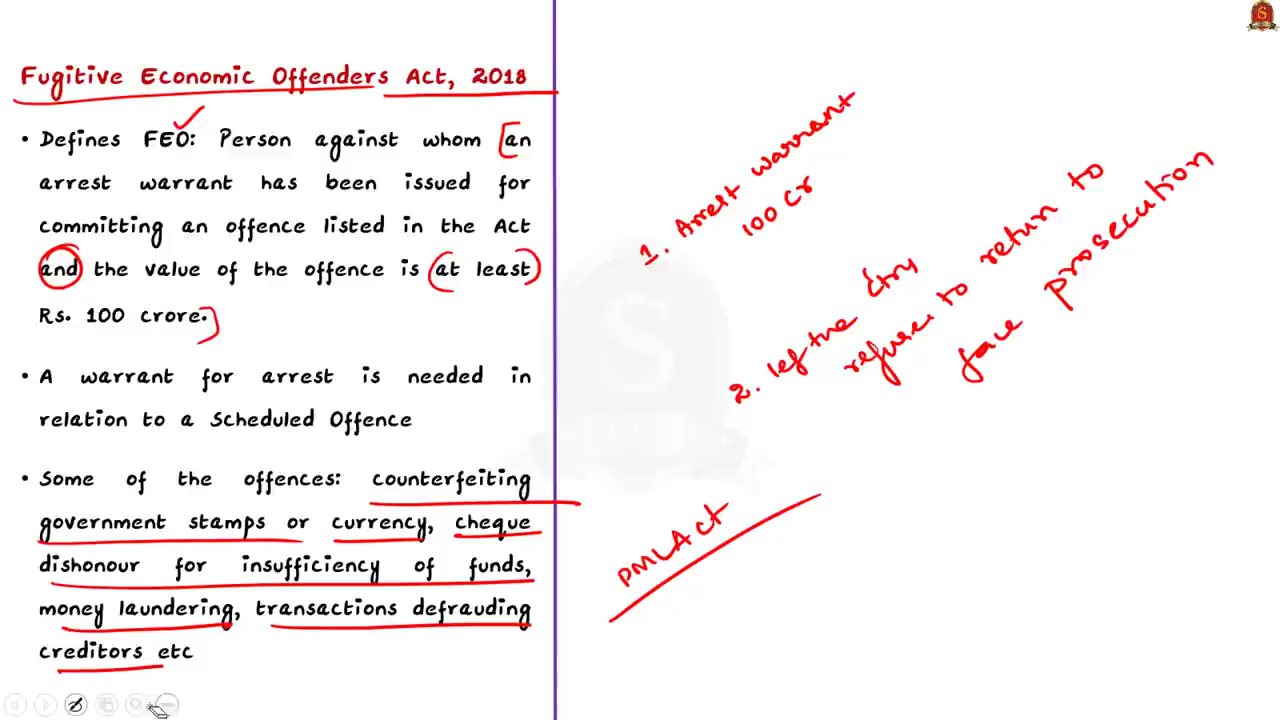 Fugitive Economic Offenders Act, 2018
• Defines FEO: Person against whom an
arrest warrant has been issued for
committing an offence listed in the Act
and the value of the offence is at least
Rs. 100 crore.
• A warrant for arrest is needed in
relation to a Scheduled Offence
• Some of the offences: counterfeiting
government stamps or currency, cheque
dishonour for insufficiency of funds,
money laundering, transactions defrauding
creditors etc
1. Arrest warrant
100 Cr
2. left the Ctry
refuse to return to
face prosecution
PMLAct
S